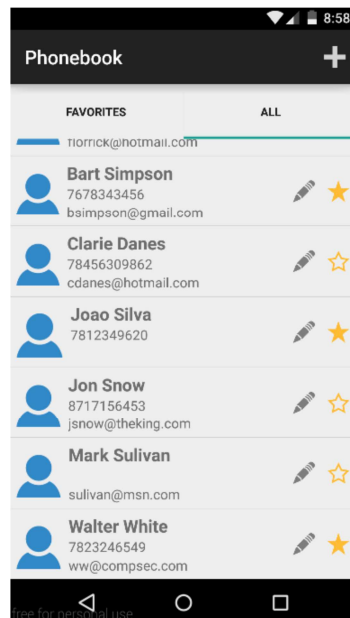 8:58
Phonebook
FAVORITES ALL
florrick@hotmail.com
Bart Simpson
7678343456
bsimpson@gmail.com
Clarie Danes
78456309862
cdanes@hotmail.com
Joao Silva
7812349620
Jon Snow
8717156453
jsnow@theking.com
Mark Sulivan
sulivan@msn.com
Walter White
7823246549
ww@compsec.com
free for personal use